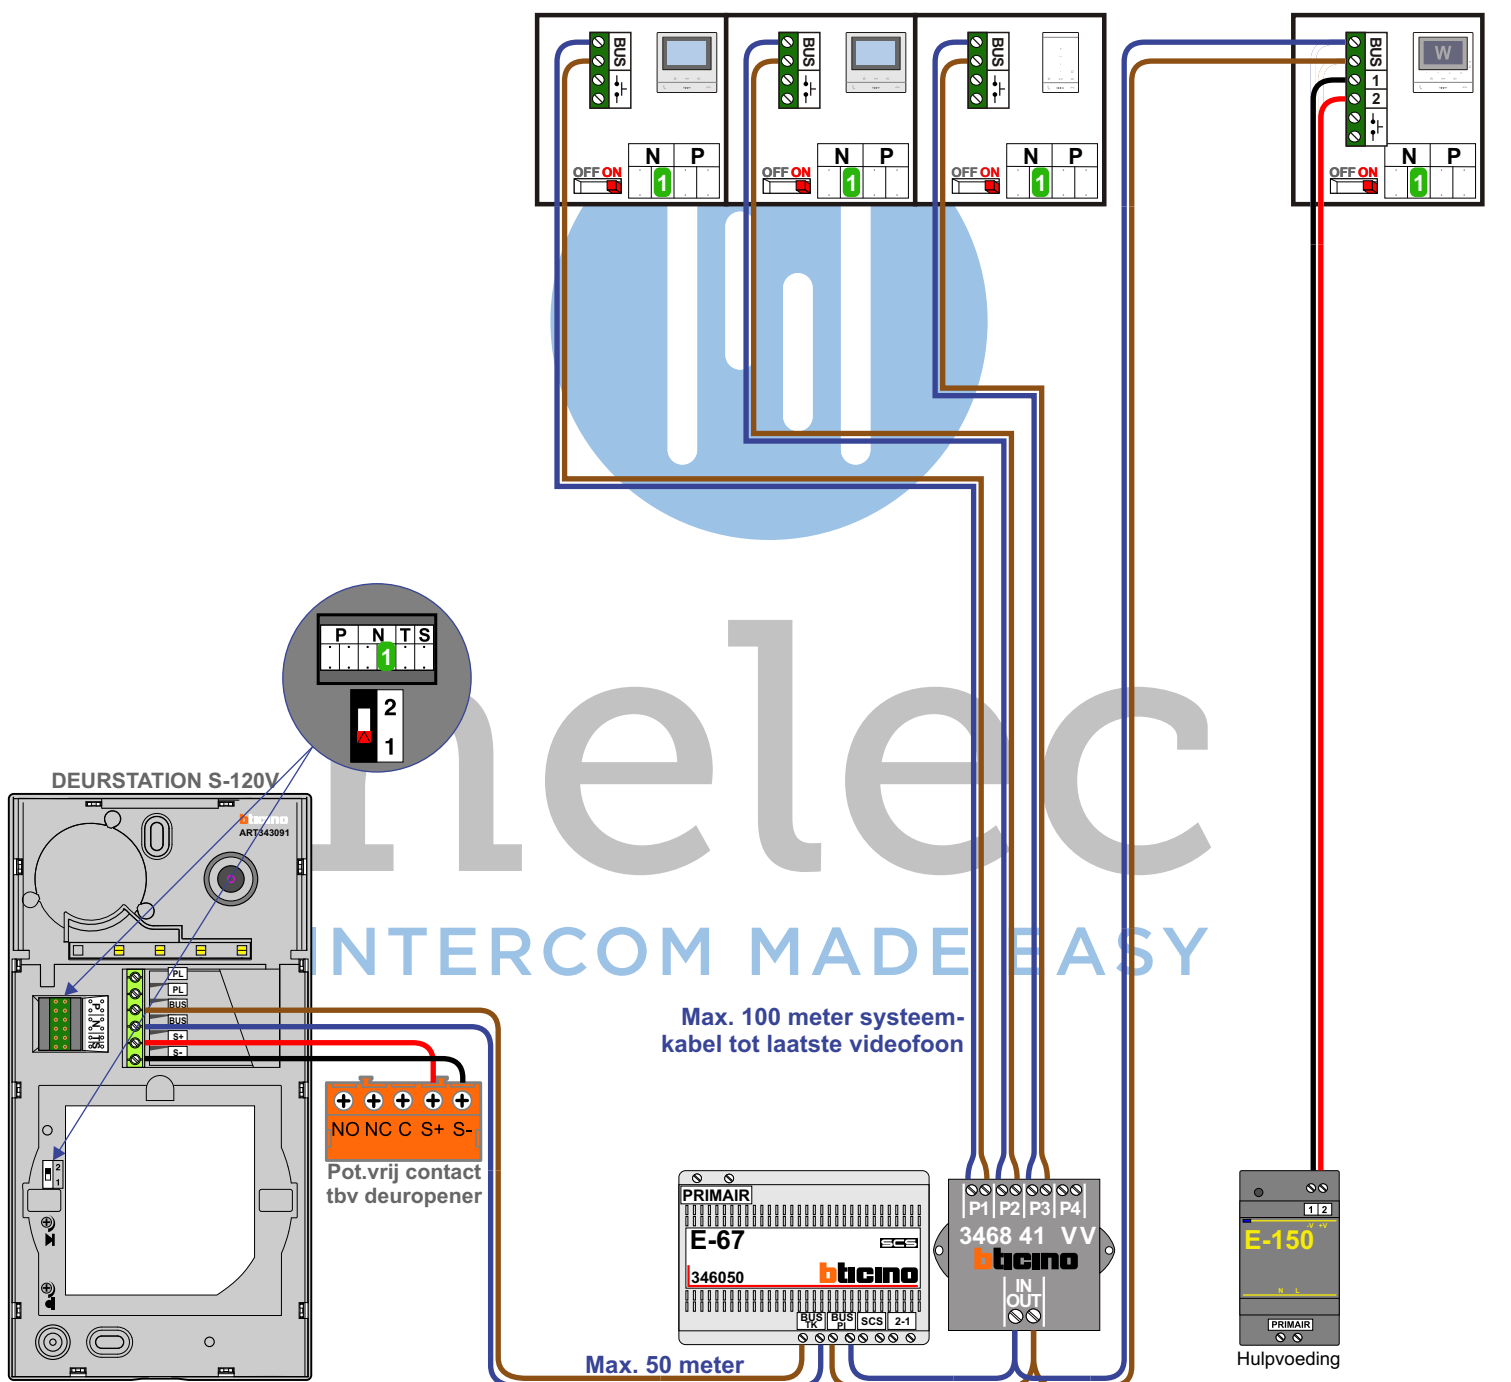 BUS
BUS
BUS
BUS
1
2
W
N P
OFF ON
1
N P
OFF ON
1
N P
OFF ON
1
N P
OFF ON
1
P N T S
1
2
1
DEURSTATION S-120V
bticino
ART343091
nelec
INTERCOM MADE EASY
PL
PL
BUS
BUS
S+
S-
P N T S
Max. 100 meter systeem-
kabel tot laatste videofoon
NO NC C S+ S-
Pot.vrij contact
tbv deuropener
2
1
PRIMAIR
E-67
SCS
346050
bticino
BUS TK
BUS PI
SCS
2-1
P1 P2 P3 P4
3468 41 VV
bticino
IN
OUT
1 2
-V +V
E-150
N L
PRIMAIR
Hulpvoeding
Max. 50 meter